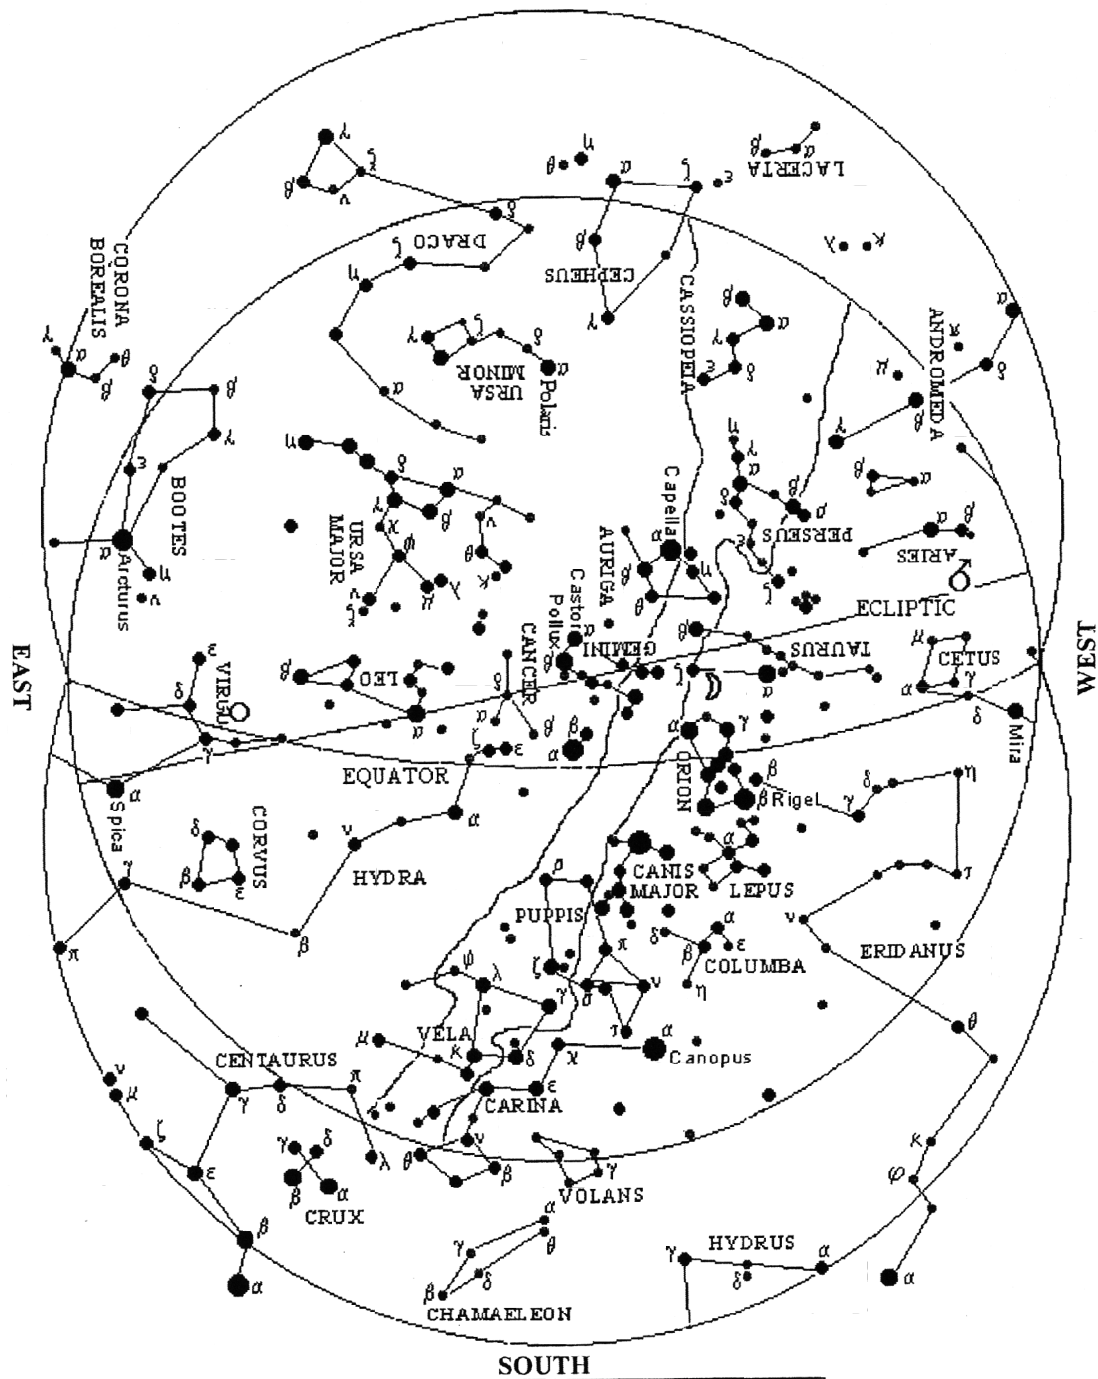 LACERTA
DRACO
CEPHEUS
CASSIOPEIA
CORONA
BOREALIS
ANDROMEDA
URSA
MINOR
Polaris
BOOTES
Arcturus
URSA
MAJOR
Capella
PERSEUS
AURIGA
ARIES
Castor
Pollux
ECLIPTIC
GEMINI
TAURUS
CETUS
EAST
WEST
VIRGO
LEO
CANCER
Mira
EQUATOR
ORION
β Rigel
Spica
CORVUS
HYDRA
CANIS
MAJOR
LEPUS
PUPPIS
COLUMBA
ERIDANUS
VELA
Canopus
CENTAURUS
CARINA
VOLANS
CRUX
HYDRUS
CHAMAELEON
SOUTH